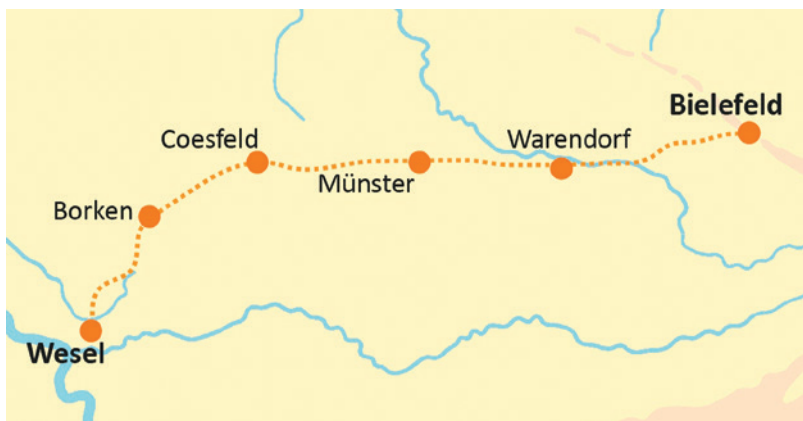 Bielefeld
Coesfeld
Warendorf
Münster
Borken
Wesel